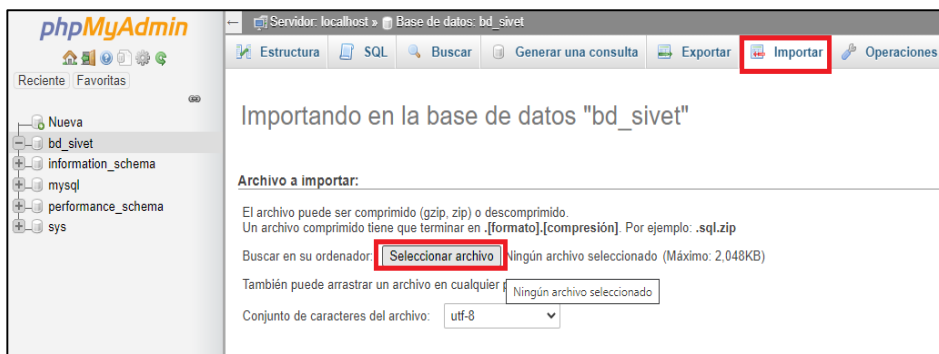 phpMyAdmin
Reciente Favoritas
Nueva
bd_sivet
information_schema
mysql
performance_schema
sys
← Servidor: localhost » Base de datos: bd_sivet
Estructura SQL Buscar Generar una consulta Exportar Importar Operaciones
Importando en la base de datos "bd_sivet"
Archivo a importar:
El archivo puede ser comprimido (gzip, zip) o descomprimido.
Un archivo comprimido tiene que terminar en .[formato].[compresión]. Por ejemplo: .sql.zip
Buscar en su ordenador: Seleccionar archivo Ningún archivo seleccionado (Máximo: 2,048KB)
También puede arrastrar un archivo en cualquier
Ningún archivo seleccionado
Conjunto de caracteres del archivo: utf-8